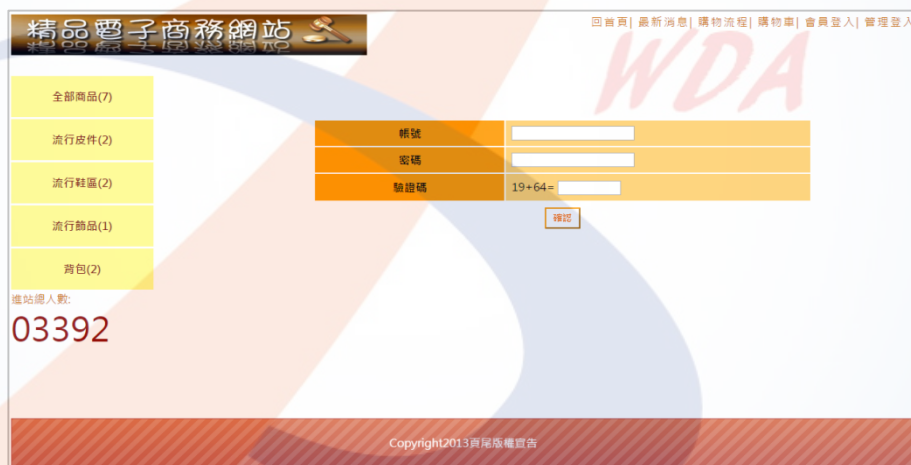 精品電子商務網站
回首頁| 最新消息| 購物流程| 購物車| 會員登入| 管理登入
WDA
全部商品(7)
流行皮件(2)
流行鞋區(2)
流行飾品(1)
背包(2)
進站總人數:
03392
帳號
密碼
驗證碼 19+64=
確認
Copyright2013頁尾版權宣告